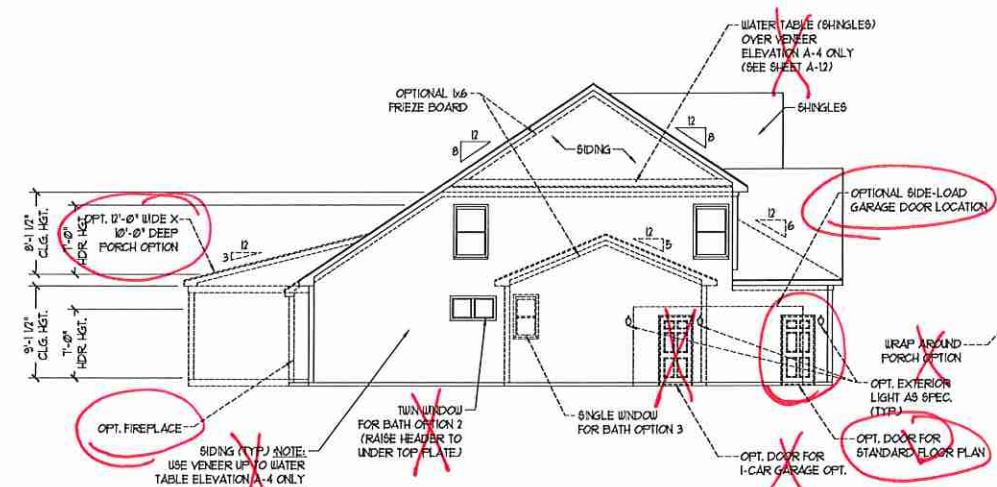 WATER TABLE (SHINGLES)
OVER VENEER
ELEVATION A-4 ONLY
(SEE SHEET A-12)
OPTIONAL 1x6
FRIEZE BOARD
SHINGLES
12
8
12
8
SIDING
OPTIONAL SIDE-LOAD
GARAGE DOOR LOCATION
8'-1 1/2"
CLG. HGT.
7'-0"
HDR. HGT.
OPT. 12'-0" WIDE X
10'-0" DEEP
PORCH OPTION
12
3
12
5
12
6
9'-1 1/2"
CLG. HGT.
7'-0"
HDR. HGT.
WRAP AROUND
PORCH OPTION
OPT. EXTERIOR
LIGHT AS SPEC.
(TYP.)
OPT. FIREPLACE
TWIN WINDOW
FOR BATH OPTION 2
(RAISE HEADER TO
UNDER TOP PLATE)
SINGLE WINDOW
FOR BATH OPTION 3
OPT. DOOR FOR
STANDARD FLOOR PLAN
SIDING (TYP.) NOTE:
USE VENEER UP TO WATER
TABLE ELEVATION A-4 ONLY
OPT. DOOR FOR
1-CAR GARAGE OPT.